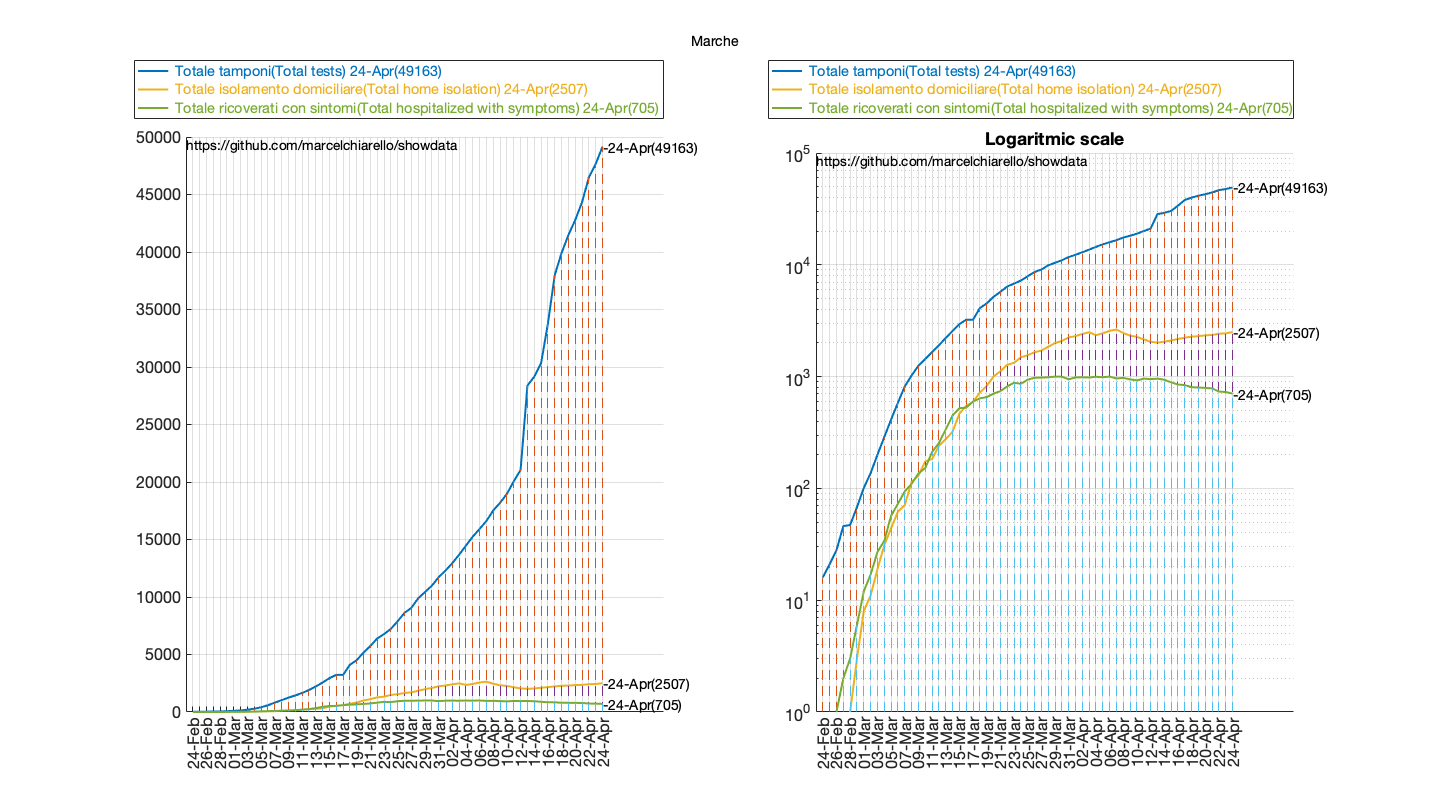 Marche
Totale tamponi(Total tests) 24-Apr(49163)
Totale isolamento domiciliare(Total home isolation) 24-Apr(2507)
Totale ricoverati con sintomi(Total hospitalized with symptoms) 24-Apr(705)
https://github.com/marcelchiarello/showdata
50000
45000
40000
35000
30000
25000
20000
15000
10000
5000
0
-24-Apr(49163)
-24-Apr(2507)
-24-Apr(705)
24-Feb
26-Feb
28-Feb
01-Mar
03-Mar
05-Mar
07-Mar
09-Mar
11-Mar
13-Mar
15-Mar
17-Mar
19-Mar
21-Mar
23-Mar
25-Mar
27-Mar
29-Mar
31-Mar
02-Apr
04-Apr
06-Apr
08-Apr
10-Apr
12-Apr
14-Apr
16-Apr
18-Apr
20-Apr
22-Apr
24-Apr
Totale tamponi(Total tests) 24-Apr(49163)
Totale isolamento domiciliare(Total home isolation) 24-Apr(2507)
Totale ricoverati con sintomi(Total hospitalized with symptoms) 24-Apr(705)
Logaritmic scale
https://github.com/marcelchiarello/showdata
10^5
10^4
10^3
10^2
10^1
10^0
-24-Apr(49163)
-24-Apr(2507)
-24-Apr(705)
24-Feb
26-Feb
28-Feb
01-Mar
03-Mar
05-Mar
07-Mar
09-Mar
11-Mar
13-Mar
15-Mar
17-Mar
19-Mar
21-Mar
23-Mar
25-Mar
27-Mar
29-Mar
31-Mar
02-Apr
04-Apr
06-Apr
08-Apr
10-Apr
12-Apr
14-Apr
16-Apr
18-Apr
20-Apr
22-Apr
24-Apr